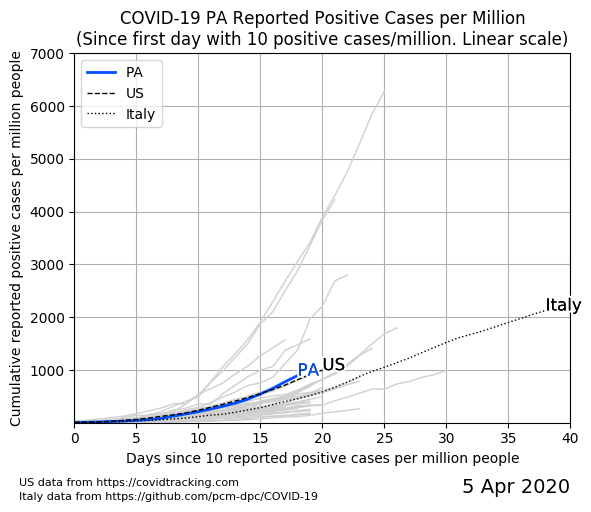 COVID-19 PA Reported Positive Cases per Million
(Since first day with 10 positive cases/million. Linear scale)
Cumulative reported positive cases per million people
7000
6000
5000
4000
3000
2000
1000
PA
US
Italy
PA
US
Italy
0
5
10
15
20
25
30
35
40
Days since 10 reported positive cases per million people
US data from https://covidtracking.com
Italy data from https://github.com/pcm-dpc/COVID-19
5 Apr 2020